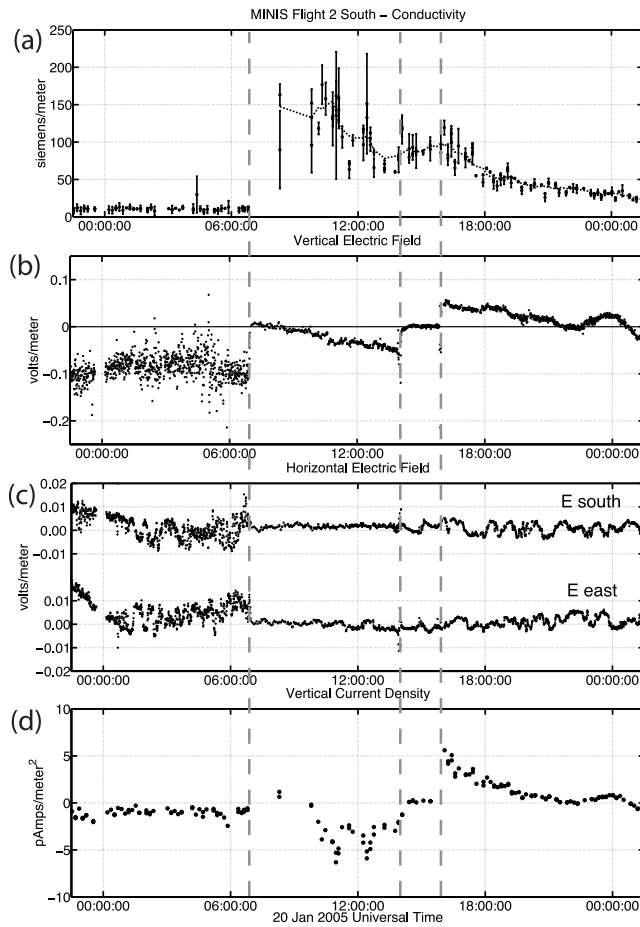 MINIS Flight 2 South – Conductivity
(a)
250
200
150
100
50
0
siemens/meter
00:00:00 06:00:00 12:00:00 18:00:00 00:00:00
Vertical Electric Field
(b)
0.1
0
−0.1
−0.2
volts/meter
00:00:00 06:00:00 12:00:00 18:00:00 00:00:00
Horizontal Electric Field
(c)
0.02
0.01
0.00
−0.01
E south
0.01
0.00
−0.01
−0.02
E east
volts/meter
00:00:00 06:00:00 12:00:00 18:00:00 00:00:00
Vertical Current Density
(d)
10
5
0
−5
−10
pAmps/meter²
00:00:00 06:00:00 12:00:00 18:00:00 00:00:00
20 Jan 2005 Universal Time